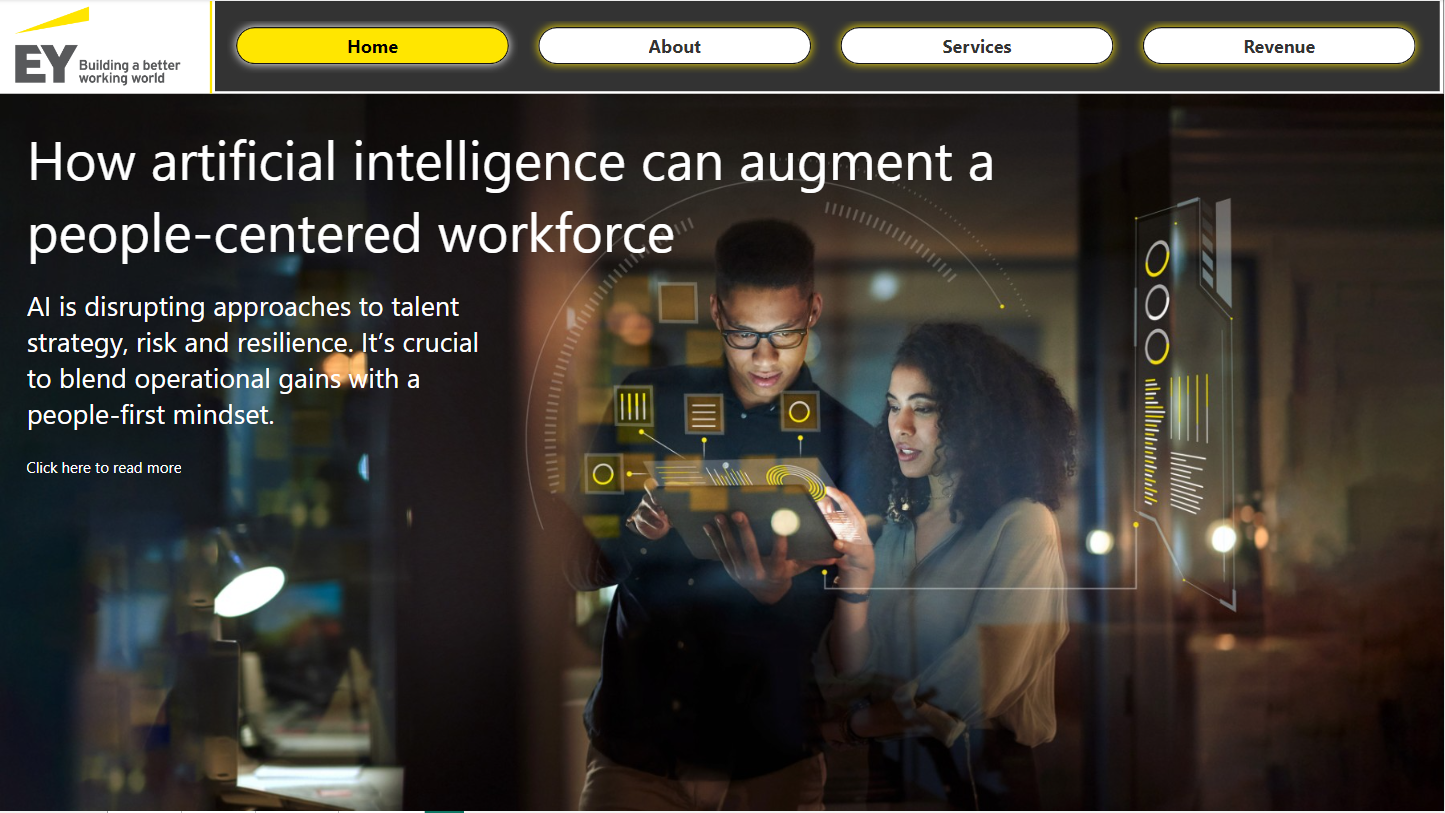 EY
Building a better
working world
Home
About
Services
Revenue
How artificial intelligence can augment a
people-centered workforce
AI is disrupting approaches to talent
strategy, risk and resilience. It’s crucial
to blend operational gains with a
people-first mindset.
Click here to read more